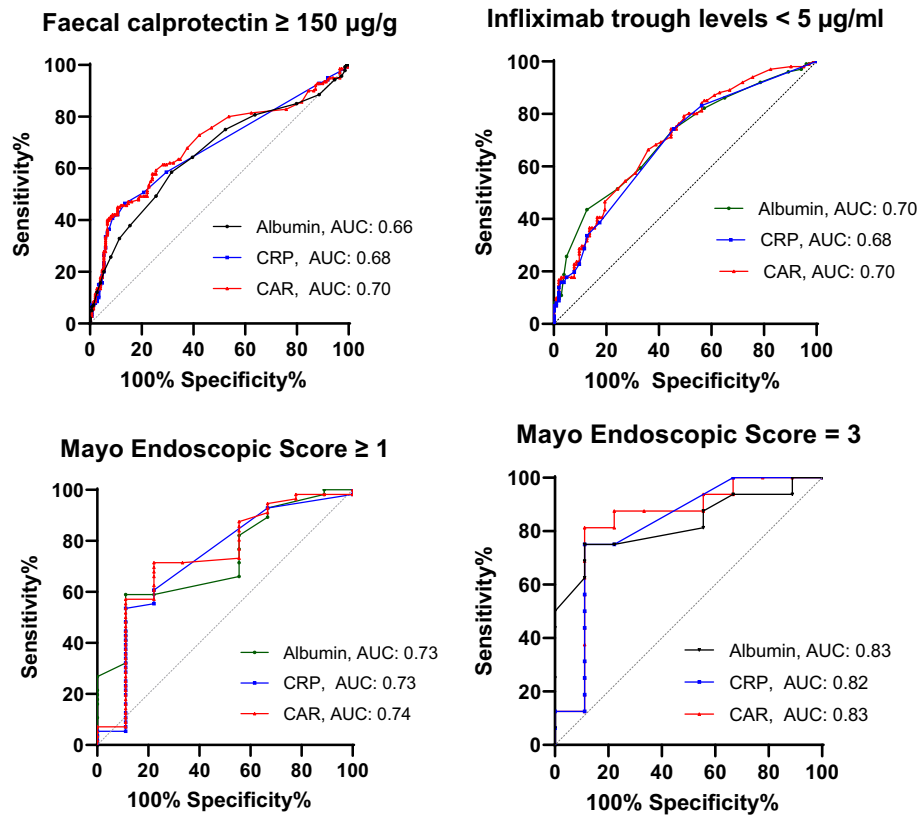 Faecal calprotectin ≥ 150 µg/g
100
80
60
40
20
0
Sensitivity%
0 20 40 60 80 100
100% Specificity%
Albumin, AUC: 0.66
CRP, AUC: 0.68
CAR, AUC: 0.70
Infliximab trough levels < 5 µg/ml
100
80
60
40
20
0
Sensitivity%
0 20 40 60 80 100
100% Specificity%
Albumin, AUC: 0.70
CRP, AUC: 0.68
CAR, AUC: 0.70
Mayo Endoscopic Score ≥ 1
100
80
60
40
20
0
Sensitivity%
0 20 40 60 80 100
100% Specificity%
Albumin, AUC: 0.73
CRP, AUC: 0.73
CAR, AUC: 0.74
Mayo Endoscopic Score = 3
100
80
60
40
20
0
Sensitivity%
0 20 40 60 80 100
100% Specificity%
Albumin, AUC: 0.83
CRP, AUC: 0.82
CAR, AUC: 0.83